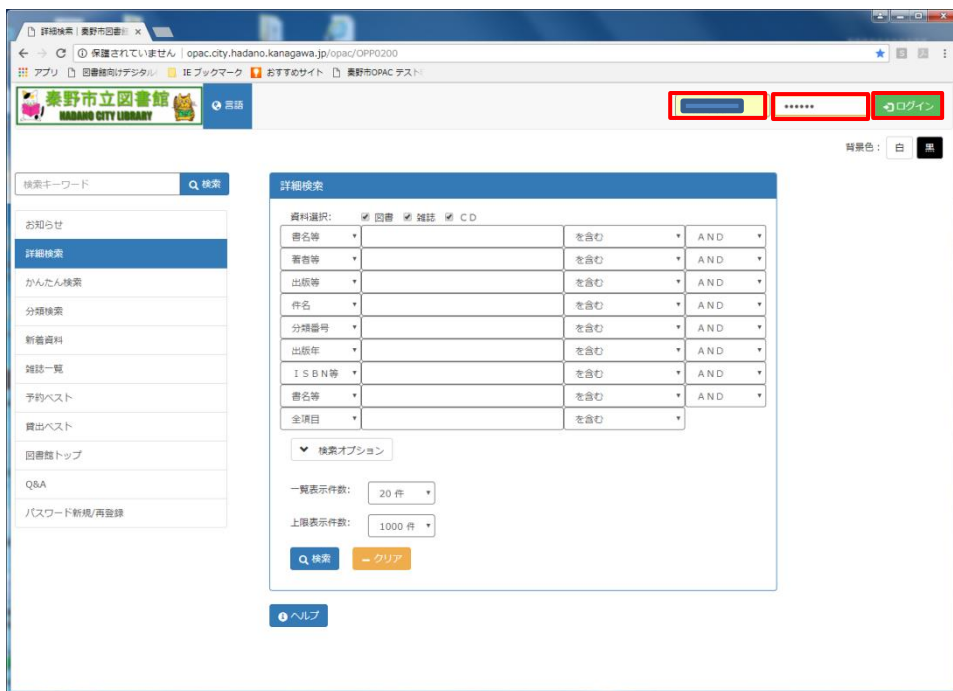 詳細検索 | 秦野市図書館 ×
保護されていません | opac.city.hadano.kanagawa.jp/opac/OPP0200
アプリ 図書館向けデジタル IE ブックマーク おすすめサイト 秦野市OPAC テスト
秦野市立図書館
HADANO CITY LIBRARY
言語
••••••
ログイン
背景色： 白 黒
検索キーワード 検索
お知らせ
詳細検索
かんたん検索
分類検索
新着資料
雑誌一覧
予約ベスト
貸出ベスト
図書館トップ
Q&A
パスワード新規/再登録
詳細検索
資料選択: 図書 雑誌 ＣＤ
書名等 を含む ＡＮＤ
著者等 を含む ＡＮＤ
出版等 を含む ＡＮＤ
件名 を含む ＡＮＤ
分類番号 を含む ＡＮＤ
出版年 を含む ＡＮＤ
ＩＳＢＮ等 を含む ＡＮＤ
書名等 を含む ＡＮＤ
全項目 を含む
検索オプション
一覧表示件数: 20 件
上限表示件数: 1000 件
検索 クリア
ヘルプ